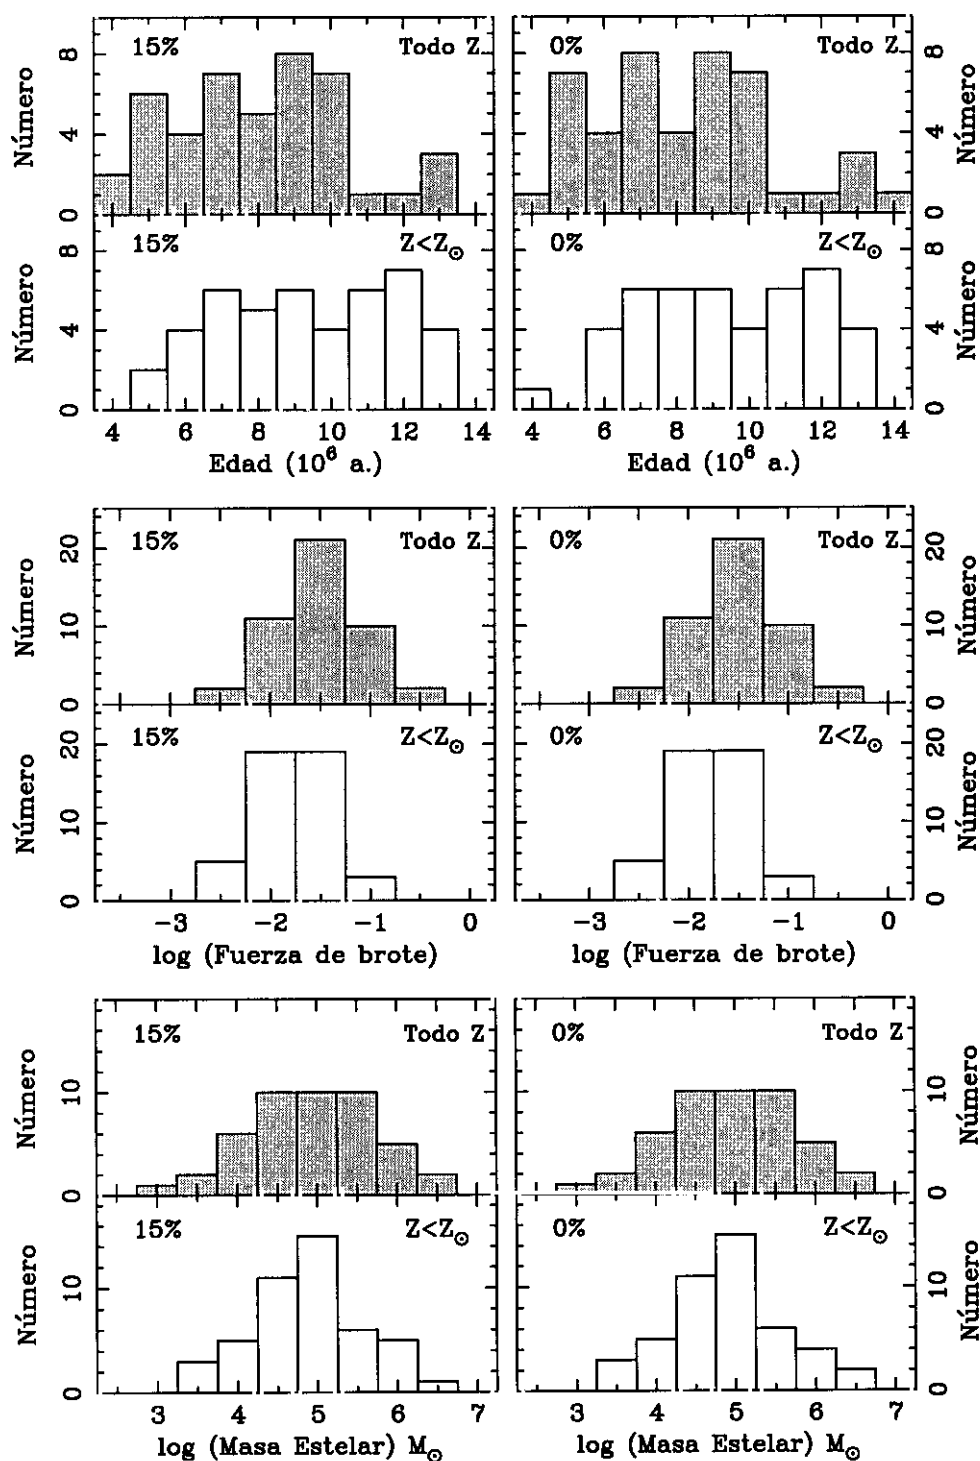 15% Todo Z 0% Todo Z
Número 0 4 8 0 4 8 Número
15% Z<Z⊙ 0% Z<Z⊙
Número 0 4 8 0 4 8 Número
4 6 8 10 12 14 4 6 8 10 12 14
Edad (10⁶ a.) Edad (10⁶ a.)
15% Todo Z 0% Todo Z
Número 0 10 20 0 10 20 Número
15% Z<Z⊙ 0% Z<Z⊙
Número 0 10 20 0 10 20 Número
−3 −2 −1 0 −3 −2 −1 0
log (Fuerza de brote) log (Fuerza de brote)
15% Todo Z 0% Todo Z
Número 0 10 0 10 Número
15% Z<Z⊙ 0% Z<Z⊙
Número 0 10 0 10 Número
3 4 5 6 7 3 4 5 6 7
log (Masa Estelar) M⊙ log (Masa Estelar) M⊙